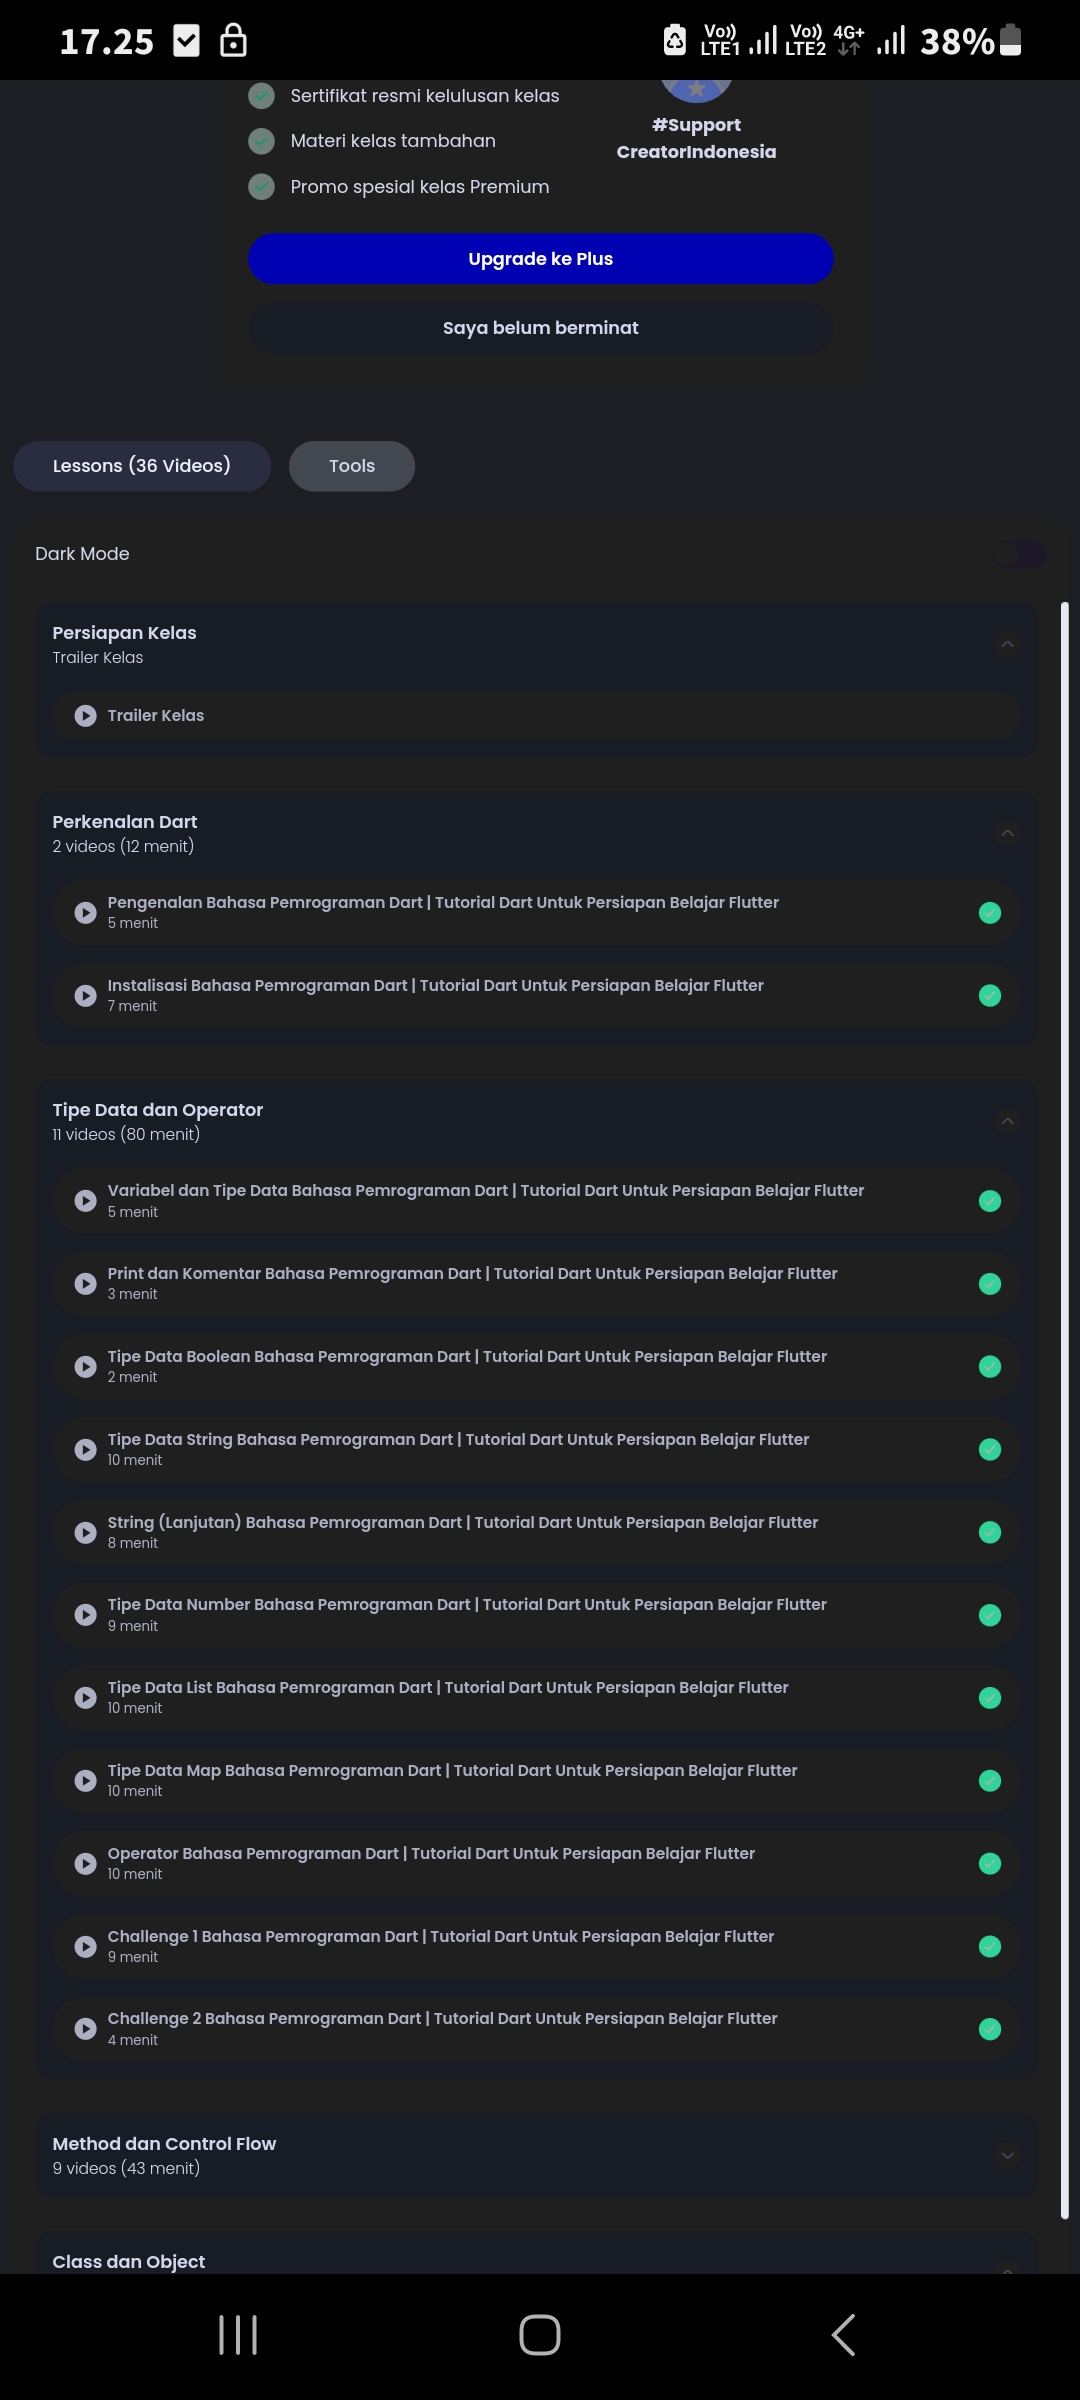 17.25
Vo)) LTE1
Vo)) LTE2
4G+
38%
Sertifikat resmi kelulusan kelas
Materi kelas tambahan
Promo spesial kelas Premium
#Support
CreatorIndonesia
Upgrade ke Plus
Saya belum berminat
Lessons (36 Videos)
Tools
Dark Mode
Persiapan Kelas
Trailer Kelas
Trailer Kelas
Perkenalan Dart
2 videos (12 menit)
Pengenalan Bahasa Pemrograman Dart | Tutorial Dart Untuk Persiapan Belajar Flutter
5 menit
Instalisasi Bahasa Pemrograman Dart | Tutorial Dart Untuk Persiapan Belajar Flutter
7 menit
Tipe Data dan Operator
11 videos (80 menit)
Variabel dan Tipe Data Bahasa Pemrograman Dart | Tutorial Dart Untuk Persiapan Belajar Flutter
5 menit
Print dan Komentar Bahasa Pemrograman Dart | Tutorial Dart Untuk Persiapan Belajar Flutter
3 menit
Tipe Data Boolean Bahasa Pemrograman Dart | Tutorial Dart Untuk Persiapan Belajar Flutter
2 menit
Tipe Data String Bahasa Pemrograman Dart | Tutorial Dart Untuk Persiapan Belajar Flutter
10 menit
String (Lanjutan) Bahasa Pemrograman Dart | Tutorial Dart Untuk Persiapan Belajar Flutter
8 menit
Tipe Data Number Bahasa Pemrograman Dart | Tutorial Dart Untuk Persiapan Belajar Flutter
9 menit
Tipe Data List Bahasa Pemrograman Dart | Tutorial Dart Untuk Persiapan Belajar Flutter
10 menit
Tipe Data Map Bahasa Pemrograman Dart | Tutorial Dart Untuk Persiapan Belajar Flutter
10 menit
Operator Bahasa Pemrograman Dart | Tutorial Dart Untuk Persiapan Belajar Flutter
10 menit
Challenge 1 Bahasa Pemrograman Dart | Tutorial Dart Untuk Persiapan Belajar Flutter
9 menit
Challenge 2 Bahasa Pemrograman Dart | Tutorial Dart Untuk Persiapan Belajar Flutter
4 menit
Method dan Control Flow
9 videos (43 menit)
Class dan Object